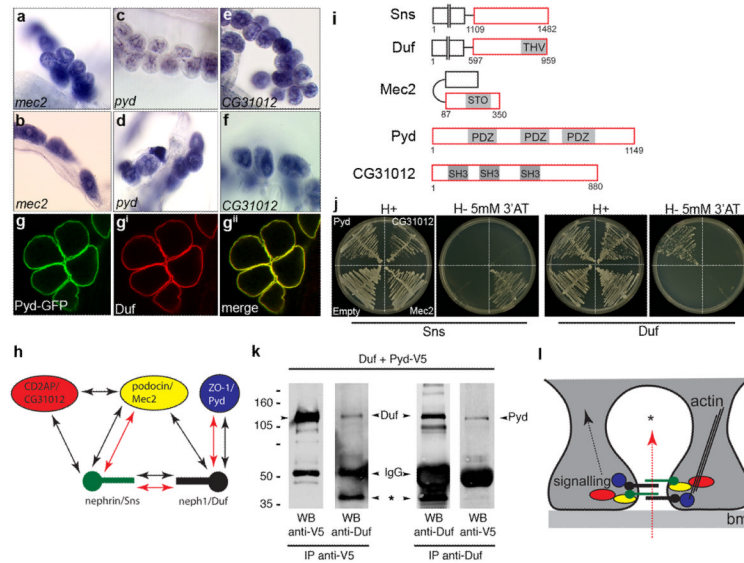 a
mec2
c
pyd
e
CG31012
b
mec2
d
pyd
f
CG31012
g
Pyd-GFP
gi
Duf
gii
merge
h
CD2AP/
CG31012
podocin/
Mec2
ZO-1/
Pyd
nephrin/Sns
neph1/Duf
i
Sns
1109
1482
Duf
THV
597
959
Mec2
STO
87
350
Pyd
PDZ PDZ PDZ
1
1149
CG31012
SH3 SH3 SH3
1
880
j
H+
H- 5mM 3'AT
H+
H- 5mM 3'AT
Pyd
CG31012
Empty
Mec2
Sns
Duf
k
Duf + Pyd-V5
160
105
50
35
Duf
IgG
*
Pyd
WB
anti-V5
WB
anti-Duf
WB
anti-Duf
WB
anti-V5
IP anti-V5
IP anti-Duf
l
*
actin
signalling
bm